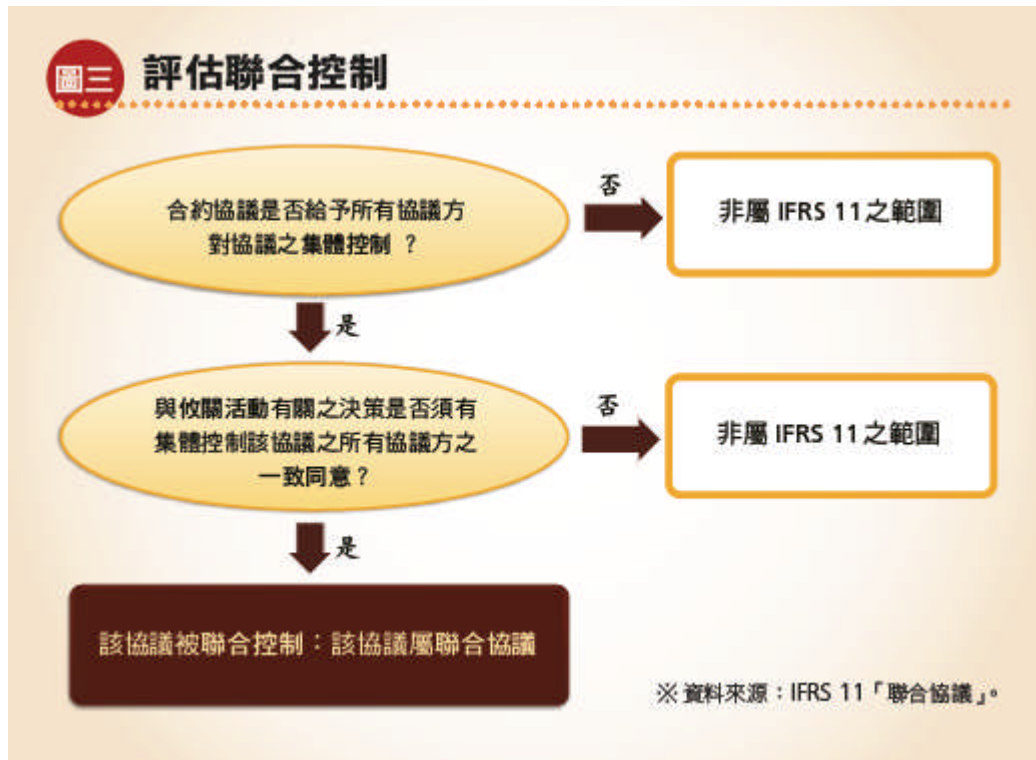 圖三 評估聯合控制
合約協議是否給予所有協議方
對協議之集體控制 ?
否
非屬 IFRS 11 之範圍
是
與攸關活動有關之決策是否須有
集體控制該協議之所有協議方之
一致同意?
否
非屬 IFRS 11 之範圍
是
該協議被聯合控制:該協議屬聯合協議
※ 資料來源:IFRS 11「聯合協議」。